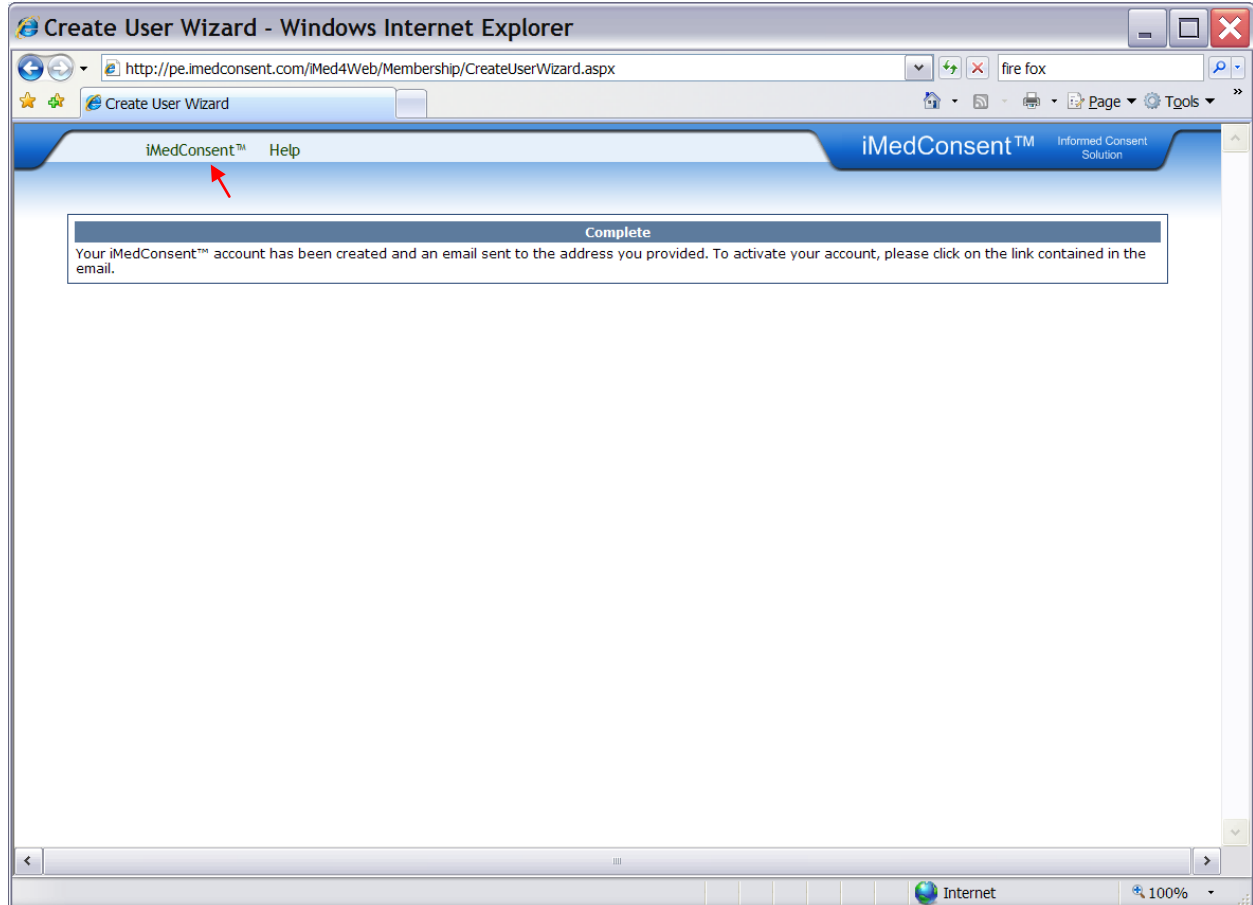 Create User Wizard - Windows Internet Explorer
http://pe.imedconsent.com/iMed4Web/Membership/CreateUserWizard.aspx
fire fox
Create User Wizard
Page
Tools
»
iMedConsent™ Help
iMedConsent™
Informed Consent
Solution
Complete
Your iMedConsent™ account has been created and an email sent to the address you provided. To activate your account, please click on the link contained in the
email.
Internet
100%